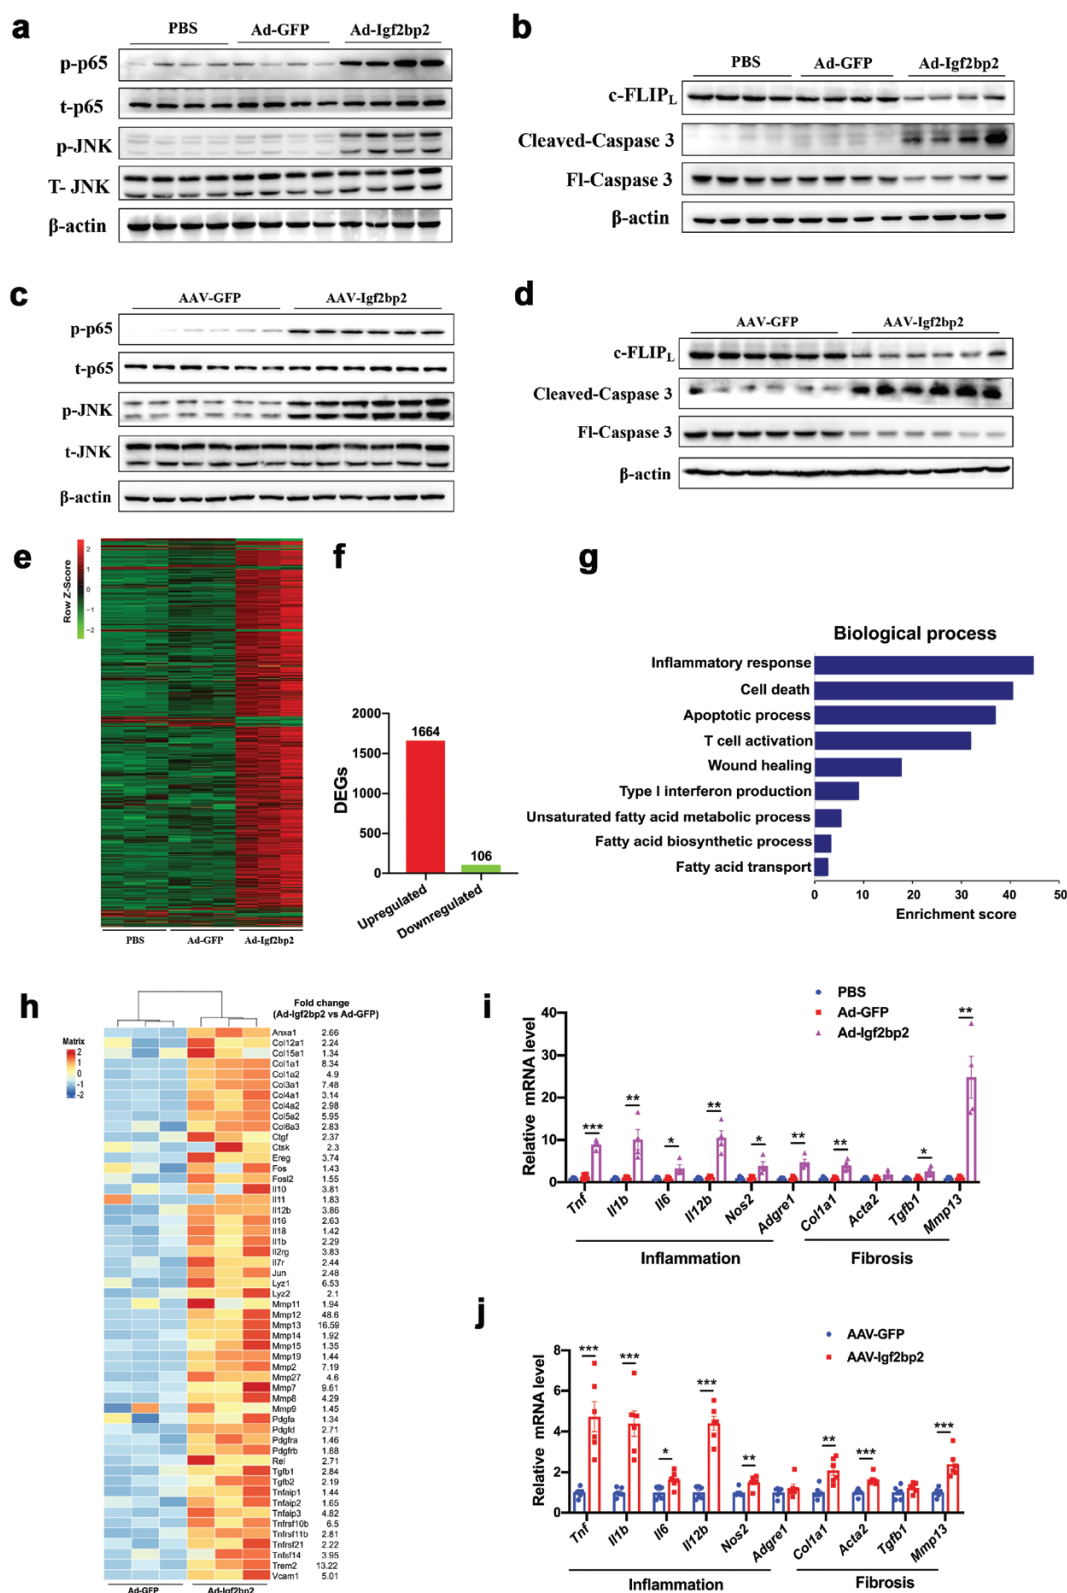 a
PBS Ad-GFP Ad-Igf2bp2
p-p65
t-p65
p-JNK
T- JNK
β-actin
b
PBS Ad-GFP Ad-Igf2bp2
c-FLIPL
Cleaved-Caspase 3
Fl-Caspase 3
β-actin
c
AAV-GFP AAV-Igf2bp2
p-p65
t-p65
p-JNK
t-JNK
β-actin
d
AAV-GFP AAV-Igf2bp2
c-FLIPL
Cleaved-Caspase 3
Fl-Caspase 3
β-actin
e
Row Z-Score
2
1
0
−1
−2
PBS Ad-GFP Ad-Igf2bp2
f
DEGs
2000
1500
1000
500
0
1664
106
Upregulated
Downregulated
g
Biological process
Inflammatory response
Cell death
Apoptotic process
T cell activation
Wound healing
Type I interferon production
Unsaturated fatty acid metabolic process
Fatty acid biosynthetic process
Fatty acid transport
0 10 20 30 40 50
Enrichment score
h
Fold change
(Ad-Igf2bp2 vs Ad-GFP)
Matrix
2
1
0
-1
-2
Anxa1 2.66
Col12a1 2.24
Col15a1 1.34
Col1a1 8.34
Col1a2 4.9
Col3a1 7.48
Col4a1 3.14
Col4a2 2.98
Col5a2 5.95
Col6a3 2.83
Ctgf 2.37
Ctsk 2.3
Ereg 3.74
Fos 1.43
Fosl2 1.55
Il10 3.81
Il11 1.83
Il12b 3.86
Il16 2.63
Il18 1.42
Il1b 2.29
Il2rg 3.83
Il7r 2.44
Jun 2.48
Lyz1 6.53
Lyz2 2.1
Mmp11 1.94
Mmp12 48.6
Mmp13 16.59
Mmp14 1.92
Mmp15 1.35
Mmp19 1.44
Mmp2 7.19
Mmp27 4.6
Mmp7 9.61
Mmp8 4.29
Mmp9 1.45
Pdgfa 1.34
Pdgfd 2.71
Pdgfra 1.46
Pdgfrb 1.88
Rel 2.71
Tgfb1 2.84
Tgfb2 2.19
Tnfaip1 1.44
Tnfaip2 1.65
Tnfaip3 4.82
Tnfrsf10b 6.5
Tnfrsf11b 2.81
Tnfrsf21 2.22
Tnfsf14 3.95
Trem2 13.22
Vcam1 5.01
Ad-GFP Ad-Igf2bp2
i
PBS
Ad-GFP
Ad-Igf2bp2
Relative mRNA level
40
30
20
10
0
*** ** * ** * ** ** * **
Tnf Il1b Il6 Il12b Nos2 Adgre1 Col1a1 Acta2 Tgfb1 Mmp13
Inflammation Fibrosis
j
AAV-GFP
AAV-Igf2bp2
Relative mRNA level
8
6
4
2
0
*** *** * *** ** ** *** ***
Tnf Il1b Il6 Il12b Nos2 Adgre1 Col1a1 Acta2 Tgfb1 Mmp13
Inflammation Fibrosis